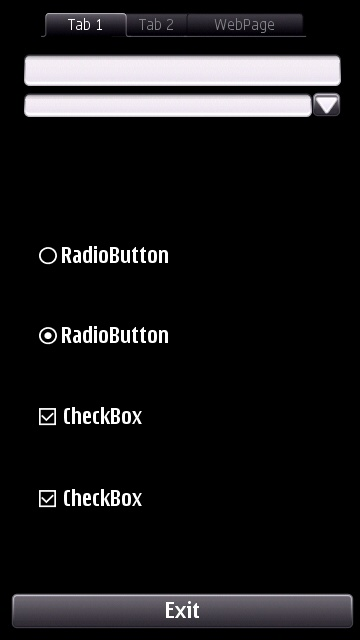 Tab 1 Tab 2 WebPage
RadioButton
RadioButton
CheckBox
CheckBox
Exit